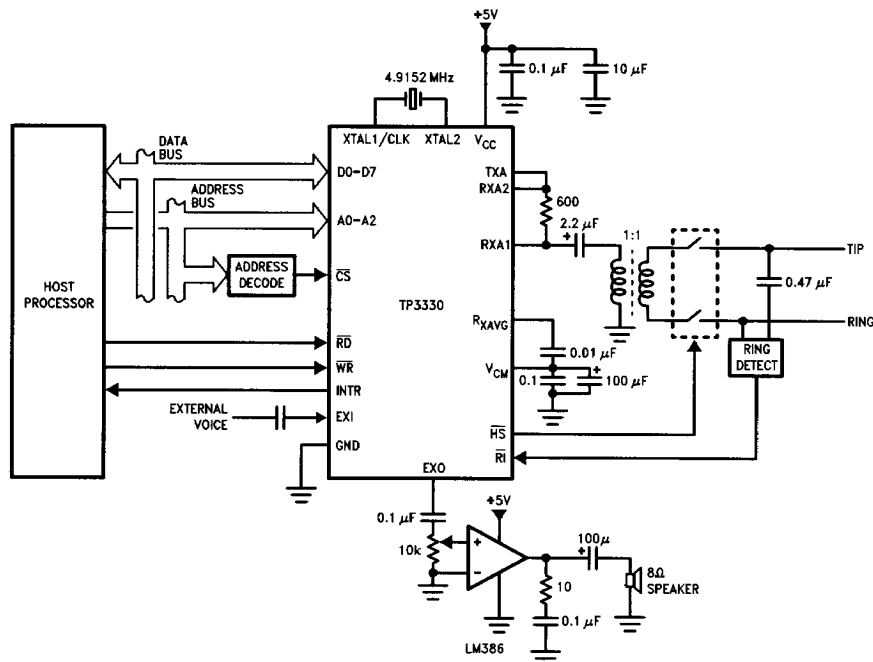 +5V
0.1 μF
10 μF
4.9152 MHz
XTAL1/CLK
XTAL2
VCC
DATA
BUS
D0–D7
TXA
RXA2
600
ADDRESS
BUS
A0–A2
RXA1
2.2 μF
+
1:1
TIP
HOST
PROCESSOR
ADDRESS
DECODE
CS
TP3330
0.47 μF
RXAVG
0.01 μF
RING
RING
DETECT
RD
WR
VCM
0.1
+
100 μF
INTR
EXTERNAL
VOICE
EXI
HS
GND
RI
EXO
+5V
0.1 μF
10k
+
−
100μ
+
8Ω
SPEAKER
10
0.1 μF
LM386